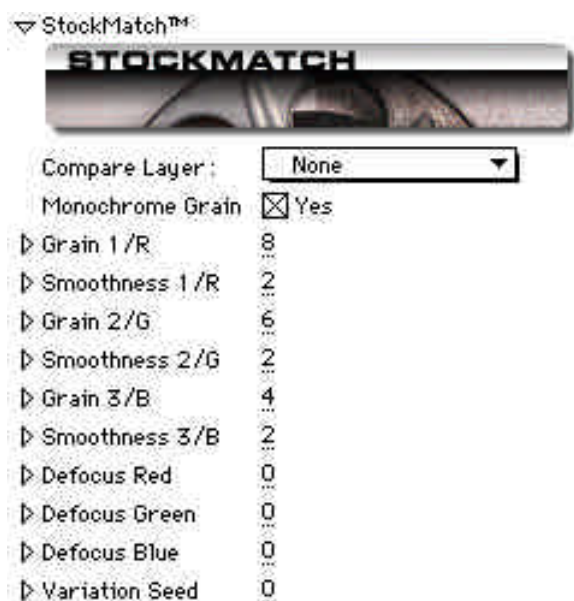 StockMatch™
STOCKMATCH
Compare Layer: None
Monochrome Grain Yes
Grain 1/R 8
Smoothness 1/R 2
Grain 2/G 6
Smoothness 2/G 2
Grain 3/B 4
Smoothness 3/B 2
Defocus Red 0
Defocus Green 0
Defocus Blue 0
Variation Seed 0